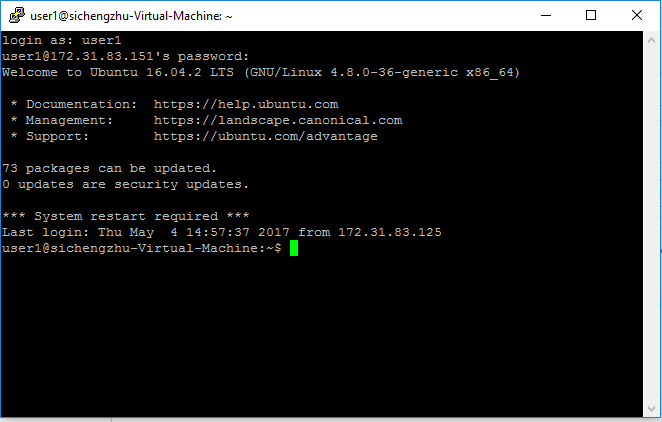 user1@sichengzhu-Virtual-Machine: ~
login as: user1
user1@172.31.83.151's password:
Welcome to Ubuntu 16.04.2 LTS (GNU/Linux 4.8.0-36-generic x86_64)
* Documentation:  https://help.ubuntu.com
* Management:     https://landscape.canonical.com
* Support:        https://ubuntu.com/advantage
73 packages can be updated.
0 updates are security updates.
*** System restart required ***
Last login: Thu May  4 14:57:37 2017 from 172.31.83.125
user1@sichengzhu-Virtual-Machine:~$